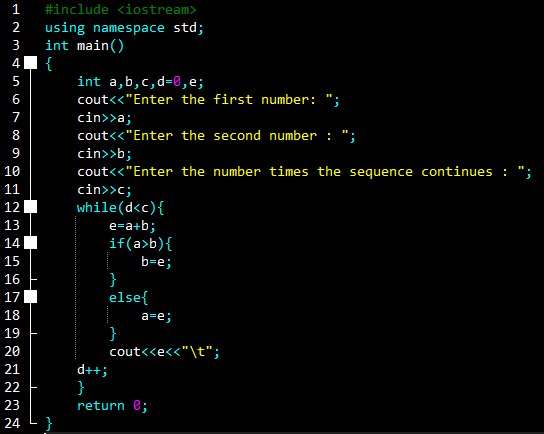 1 #include <iostream>
2 using namespace std;
3 int main()
4 {
5     int a,b,c,d=0,e;
6     cout<<"Enter the first number: ";
7     cin>>a;
8     cout<<"Enter the second number : ";
9     cin>>b;
10     cout<<"Enter the number times the sequence continues : ";
11     cin>>c;
12     while(d<c){
13         e=a+b;
14         if(a>b){
15             b=e;
16         }
17         else{
18             a=e;
19         }
20         cout<<e<<"\t";
21     d++;
22     }
23     return 0;
24 }